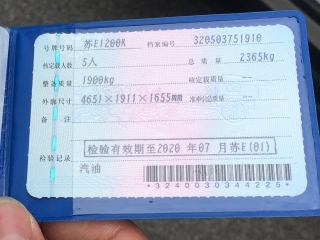 号牌号码 苏E1200K 档案编号 320503751910
核定载人数 5人 总质量 2365kg
整备质量 1900kg 核定载质量 --
外廓尺寸 4651×1911×1655mm 准牵引总质量 --
备注
检验有效期至2020年07月苏E(01)
检验记录
汽油
*3240030344225*